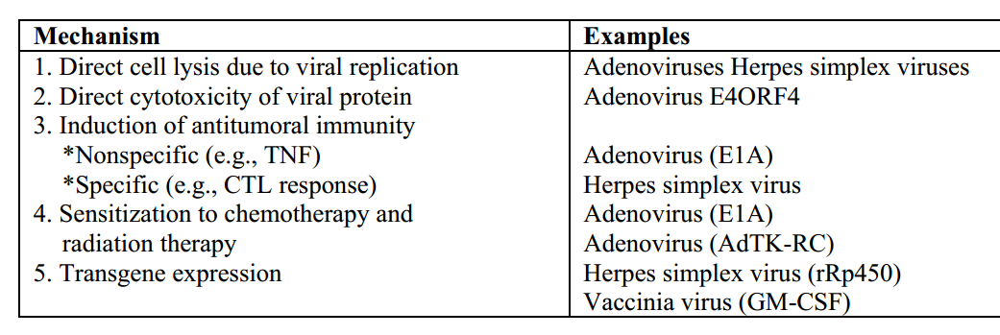 Mechanism Examples
1. Direct cell lysis due to viral replication Adenoviruses Herpes simplex viruses
2. Direct cytotoxicity of viral protein Adenovirus E4ORF4
3. Induction of antitumoral immunity
*Nonspecific (e.g., TNF) Adenovirus (E1A)
*Specific (e.g., CTL response) Herpes simplex virus
4. Sensitization to chemotherapy and Adenovirus (E1A)
radiation therapy Adenovirus (AdTK-RC)
5. Transgene expression Herpes simplex virus (rRp450)
Vaccinia virus (GM-CSF)